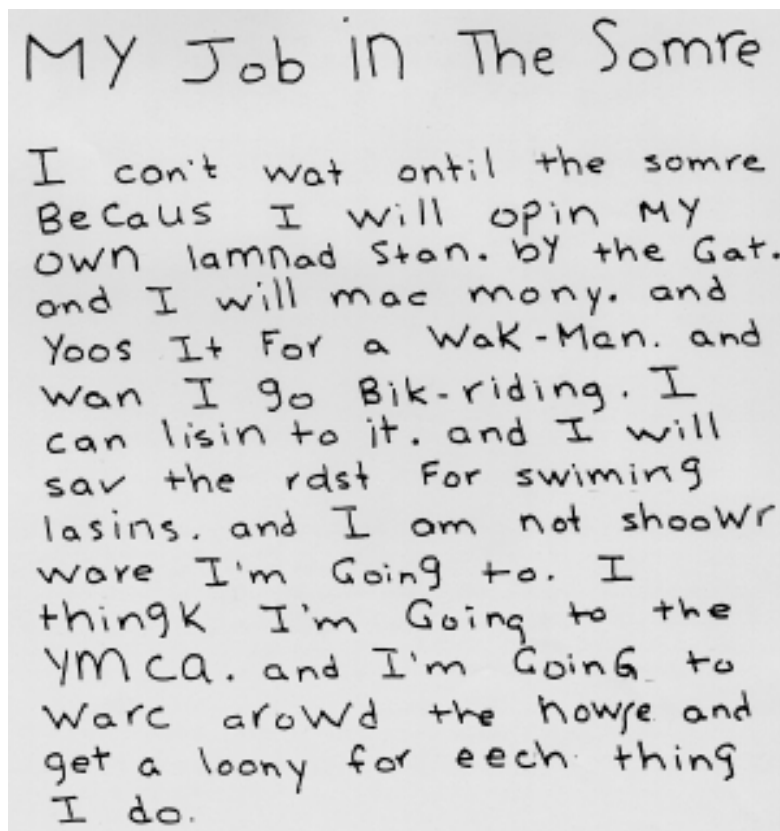 My Job in The Somre
I con't wat ontil the somre
Because I will opin My
own lamnad Stan. by the Gat.
and I will mac mony. and
Yoos It For a Wak-Man. and
wan I go Bik-riding. I
can lisin to it. and I will
sav the rdst For swiming
lasins. and I am not shoowr
ware I'm Going to. I
thingk I'm Going to the
YMCA. and I'm GoinG to
Warc arowd the howse and
get a loony for eech thing
I do.